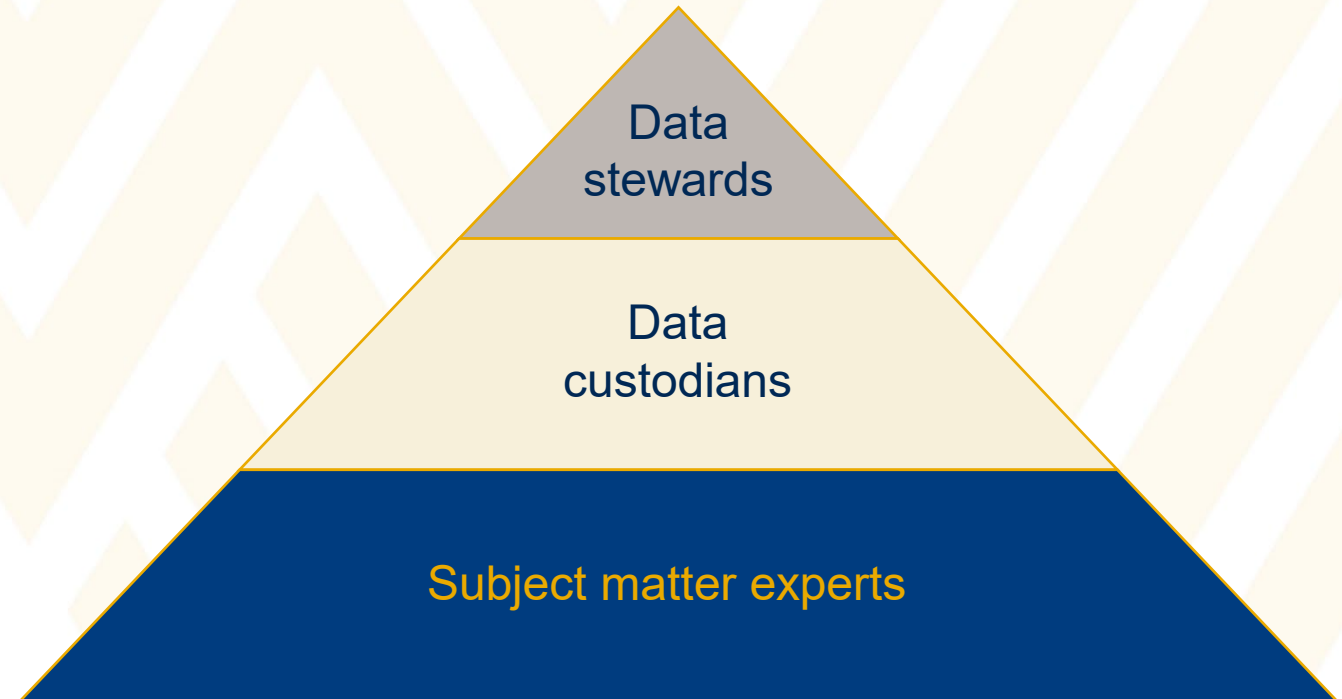 Data
stewards
Data
custodians
Subject matter experts